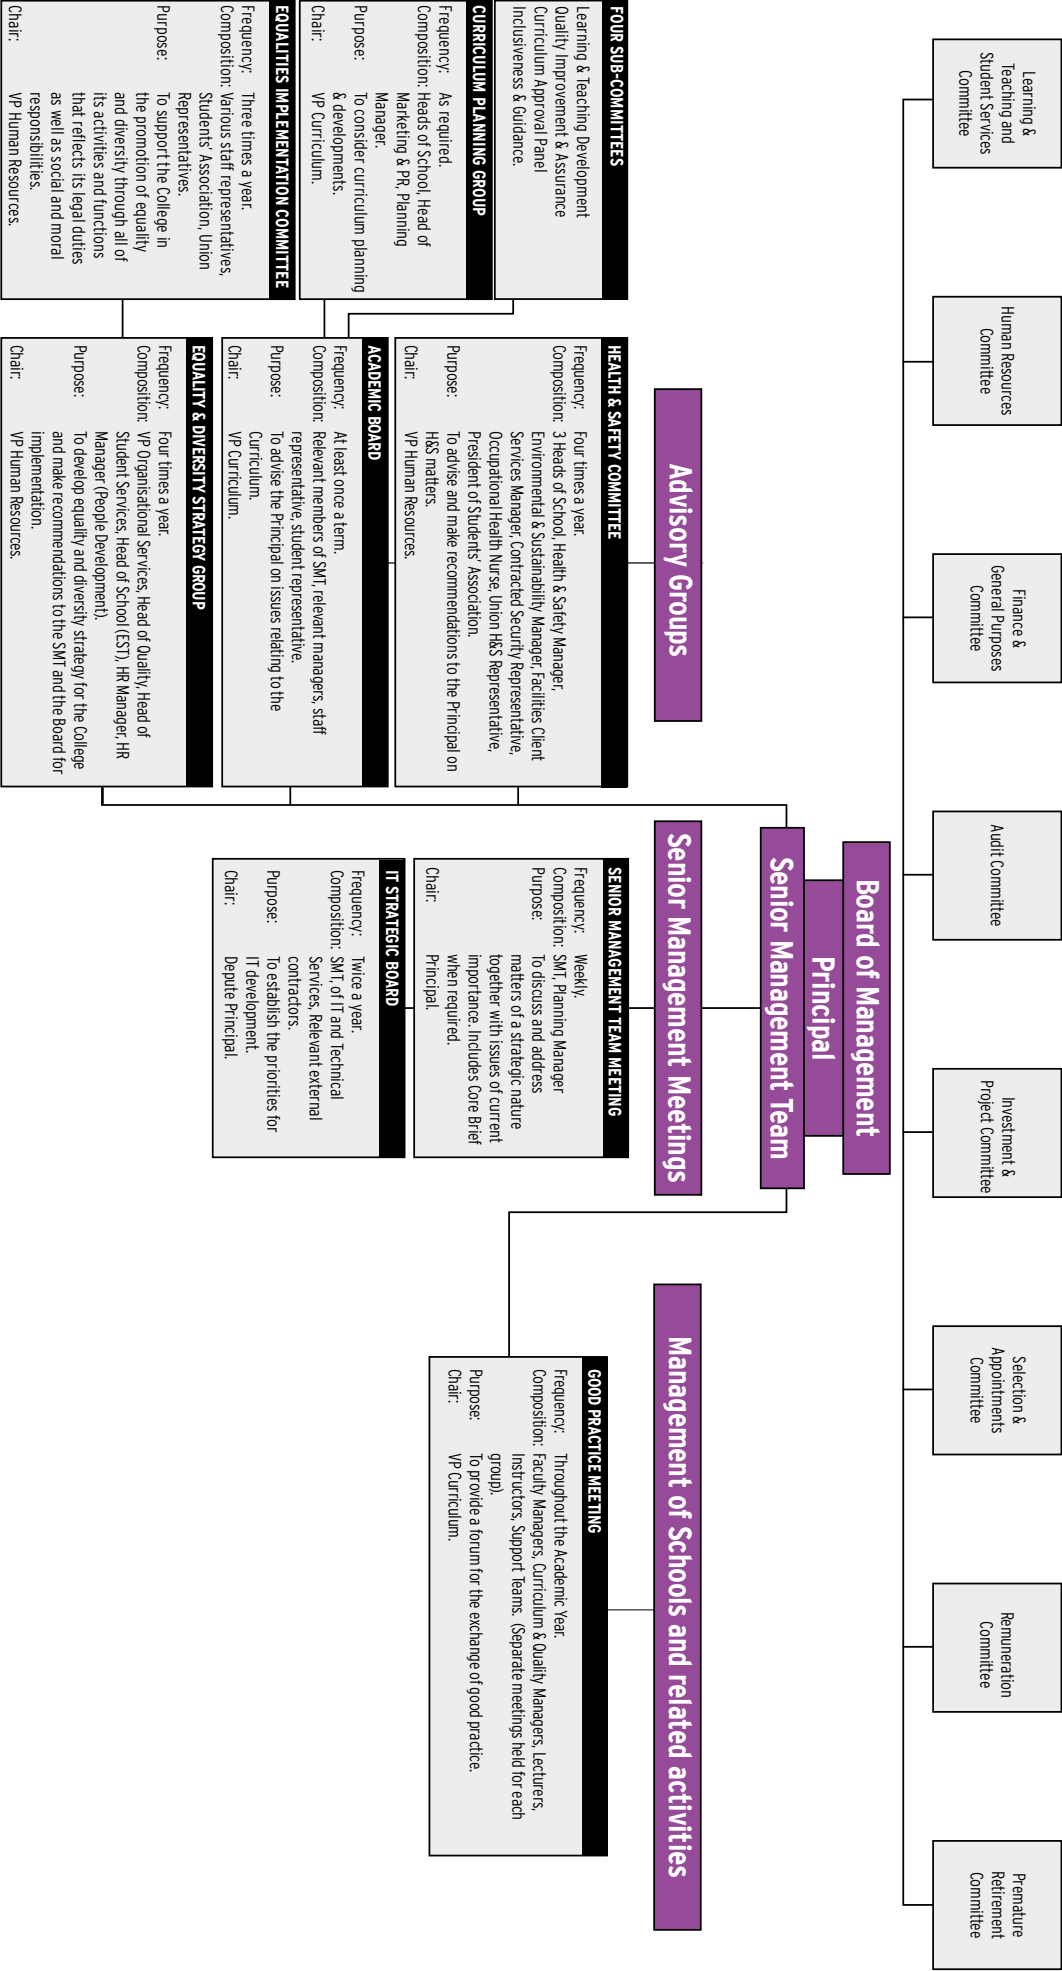 Learning &
Teaching and
Student Services
Committee
Human Resources
Committee
Finance &
General Purposes
Committee
Audit Committee
Investment &
Project Committee
Selection &
Appointments
Committee
Remuneration
Committee
Premature
Retirement
Committee
Board of Management
Principal
Senior Management Team
Advisory Groups
Senior Management Meetings
Management of Schools and related activities
FOUR SUB-COMMITTEES
Learning & Teaching Development
Quality Improvement & Assurance
Curriculum Approval Panel
Inclusiveness & Guidance.
CURRICULUM PLANNING GROUP
Frequency: As required.
Composition: Heads of School, Head of
Marketing & PR, Planning
Manager.
Purpose: To consider curriculum planning
& developments.
Chair: VP Curriculum.
EQUALITIES IMPLEMENTATION COMMITTEE
Frequency: Three times a year.
Composition: Various staff representatives,
Students' Association, Union
Representatives.
Purpose: To support the College in
the promotion of equality
and diversity through all of
its activities and functions
that reflects its legal duties
as well as social and moral
responsibilities.
Chair: VP Human Resources.
HEALTH & SAFETY COMMITTEE
Frequency: Four times a year.
Composition: 3 Heads of School, Health & Safety Manager,
Environmental & Sustainability Manager, Facilities Client
Services Manager, Contracted Security Representative,
Occupational Health Nurse, Union H&S Representative,
President of Students' Association.
Purpose: To advise and make recommendations to the Principal on
H&S matters.
Chair: VP Human Resources.
ACADEMIC BOARD
Frequency: At least once a term.
Composition: Relevant members of SMT, relevant managers, staff
representative, student representative.
Purpose: To advise the Principal on issues relating to the
Curriculum.
Chair: VP Curriculum.
EQUALITY & DIVERSITY STRATEGY GROUP
Frequency: Four times a year.
Composition: VP Organisational Services, Head of Quality, Head of
Student Services, Head of School (EST), HR Manager, HR
Manager (People Development).
Purpose: To develop equality and diversity strategy for the College
and make recommendations to the SMT and the Board for
implementation.
Chair: VP Human Resources.
SENIOR MANAGEMENT TEAM MEETING
Frequency: Weekly.
Composition: SMT, Planning Manager
Purpose: To discuss and address
matters of a strategic nature
together with issues of current
importance. Includes Core Brief
when required.
Chair: Principal.
IT STRATEGIC BOARD
Frequency: Twice a year.
Composition: SMT, of IT and Technical
Services, Relevant external
contractors.
Purpose: To establish the priorities for
IT development.
Chair: Depute Principal.
GOOD PRACTICE MEETING
Frequency: Throughout the Academic Year.
Composition: Faculty Managers, Curriculum & Quality Managers, Lecturers,
Instructors, Support Teams. (Separate meetings held for each
group).
Purpose: To provide a forum for the exchange of good practice.
Chair: VP Curriculum.